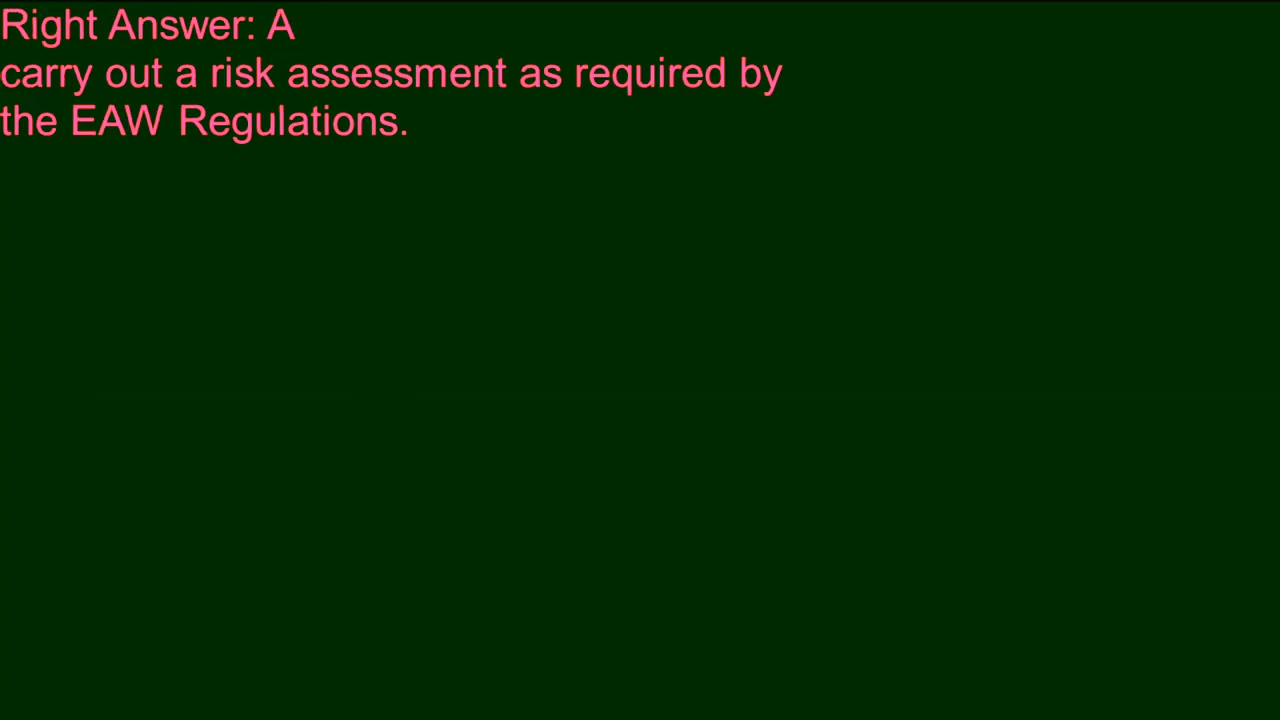 Right Answer: A
carry out a risk assessment as required by
the EAW Regulations.